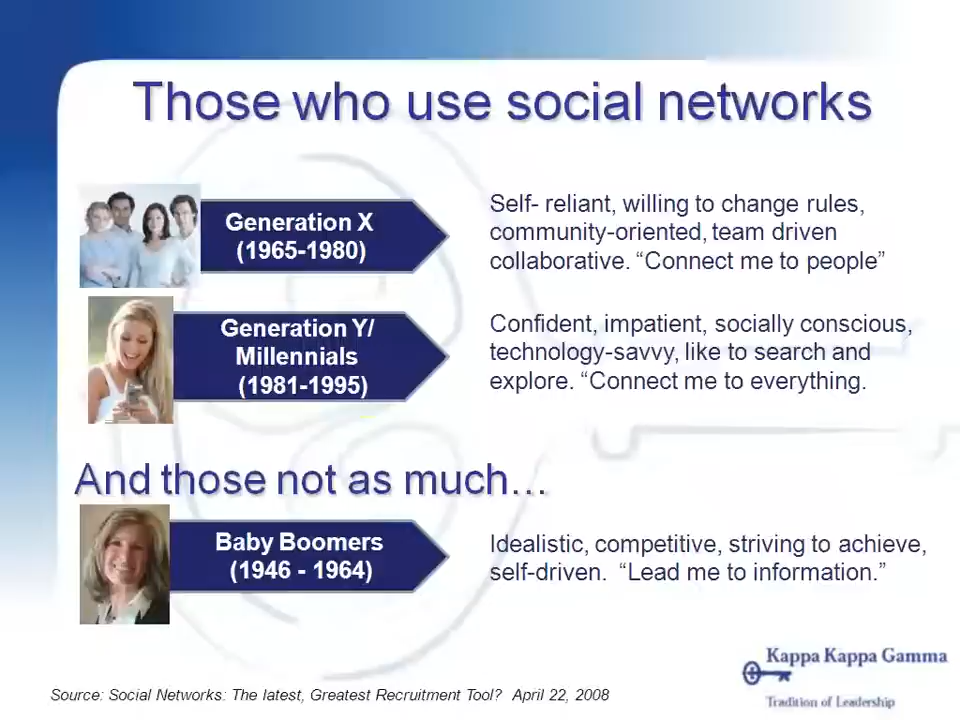 Those who use social networks
Generation X
(1965-1980)
Self- reliant, willing to change rules,
community-oriented, team driven
collaborative. “Connect me to people”
Generation Y/
Millennials
(1981-1995)
Confident, impatient, socially conscious,
technology-savvy, like to search and
explore. “Connect me to everything.
And those not as much...
Baby Boomers
(1946 - 1964)
Idealistic, competitive, striving to achieve,
self-driven. “Lead me to information.”
Kappa Kappa Gamma
Tradition of Leadership
Source: Social Networks: The latest, Greatest Recruitment Tool? April 22, 2008